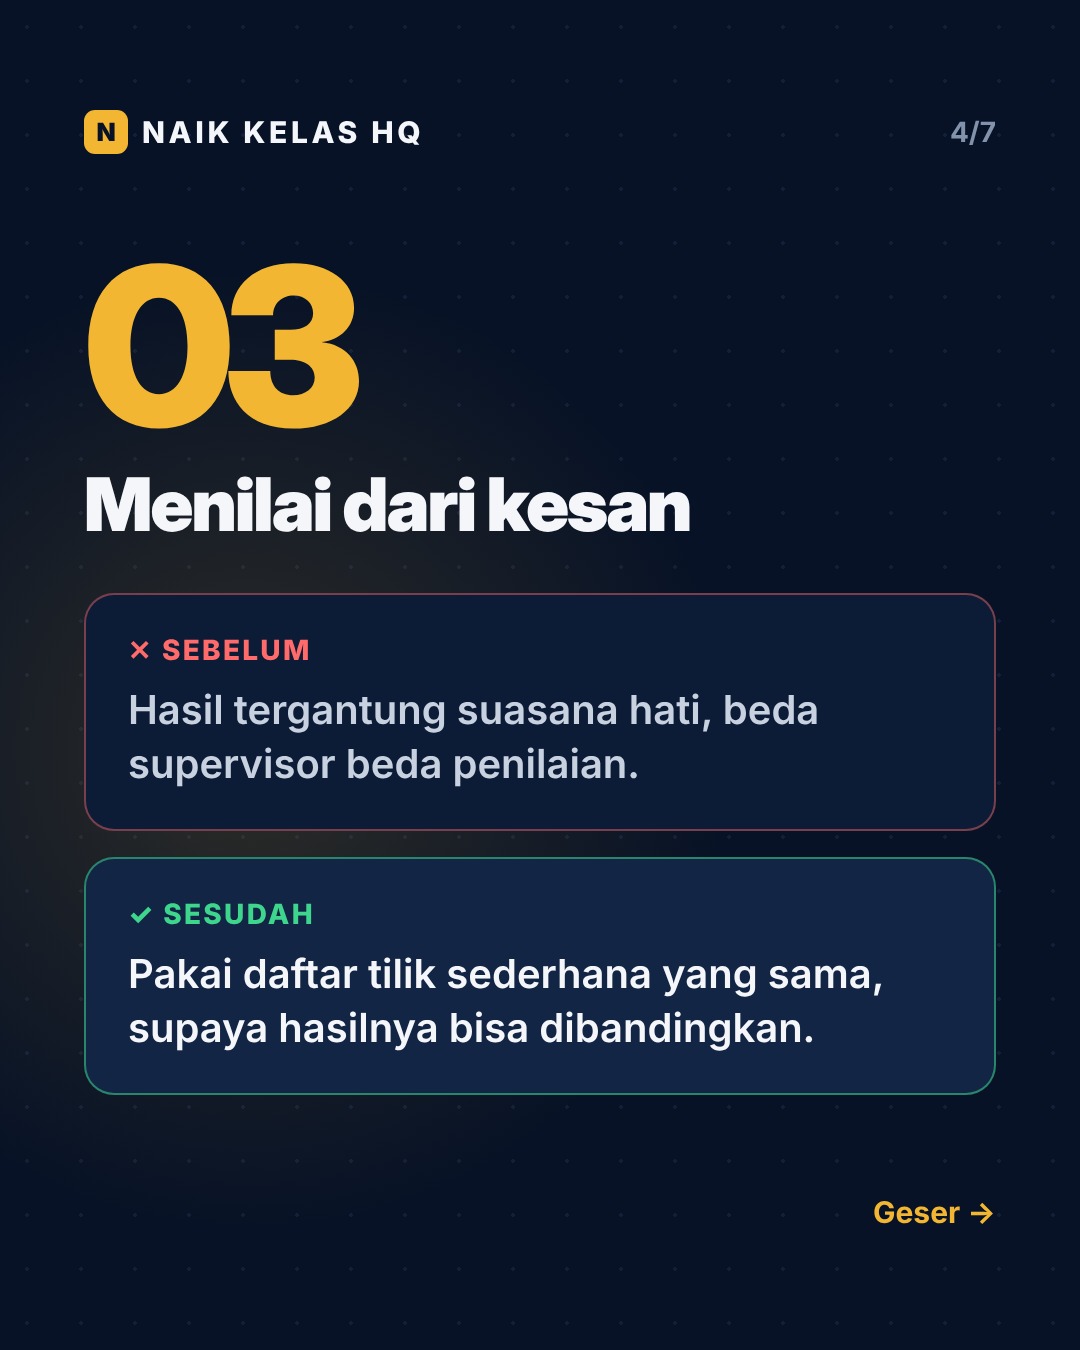 N NAIK KELAS HQ
4/7
03
Menilai dari kesan
✕ SEBELUM
Hasil tergantung suasana hati, beda
supervisor beda penilaian.
✓ SESUDAH
Pakai daftar tilik sederhana yang sama,
supaya hasilnya bisa dibandingkan.
Geser →